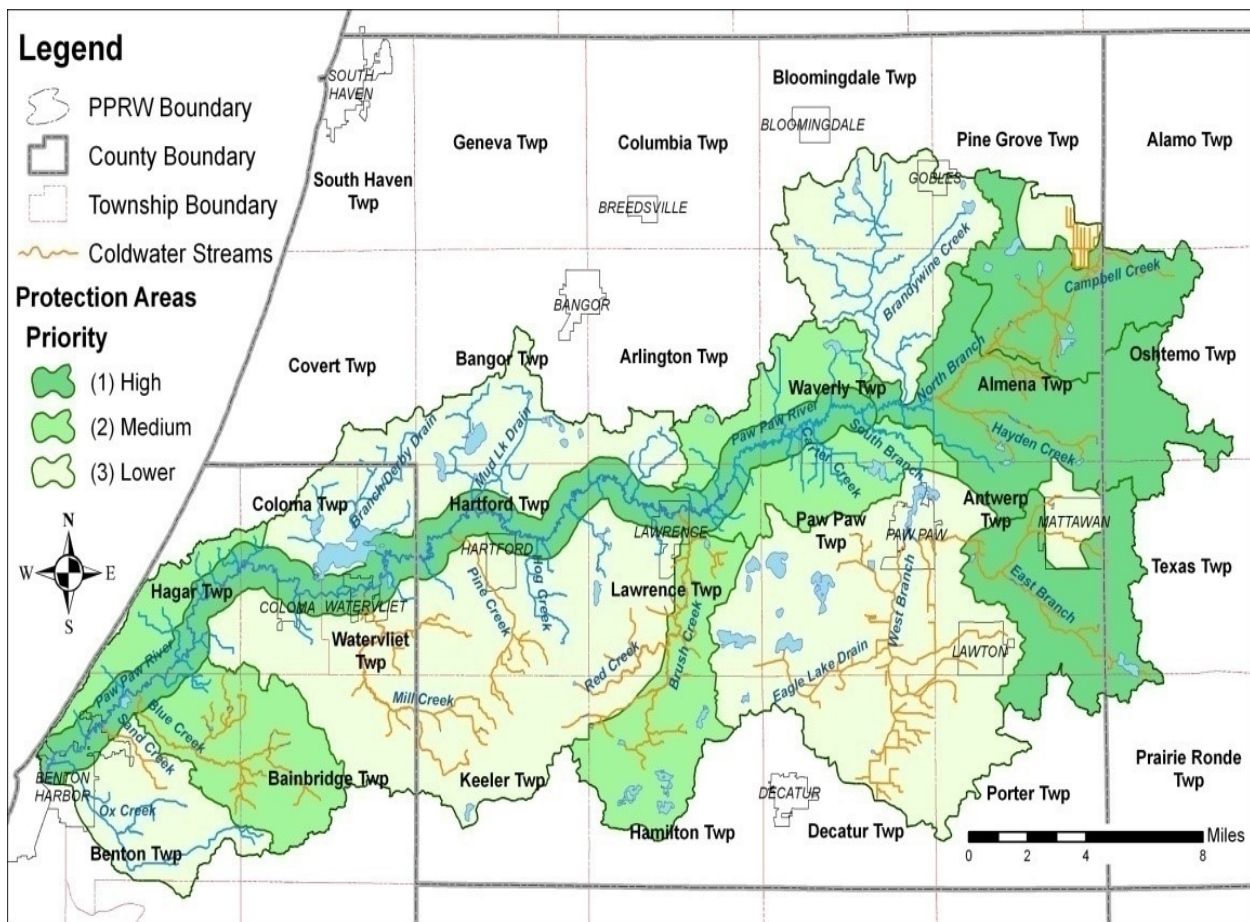 Legend
PPRW Boundary
County Boundary
Township Boundary
Coldwater Streams
Protection Areas
Priority
(1) High
(2) Medium
(3) Lower
N
W
E
S
SOUTH
HAVEN
South Haven
Twp
Geneva Twp
Columbia Twp
BREEDSVILLE
Bloomingdale Twp
BLOOMINGDALE
Pine Grove Twp
GOBLES
Alamo Twp
Campbell Creek
Brandywine Creek
BANGOR
Covert Twp
Bangor Twp
Arlington Twp
Waverly Twp
North Branch
Almena Twp
Oshtemo Twp
Paw Paw River
Carter Creek
South Branch
Hayden Creek
Branch/Derby Drain
Mud Lk Drain
Coloma Twp
Hartford Twp
HARTFORD
LAWRENCE
Paw Paw
Twp
PAW PAW
Antwerp
Twp
MATTAWAN
Texas Twp
Hagar Twp
COLOMA
WATERVLIET
Watervliet
Twp
Pine Creek
Hog Creek
Lawrence Twp
Red Creek
Brush Creek
West Branch
East Branch
LAWTON
Eagle Lake Drain
Paw Paw River
Mill Creek
Blue Creek
Sand Creek
Bainbridge Twp
Keeler Twp
BENTON
HARBOR
Ox Creek
Benton Twp
Hamilton Twp
DECATUR
Decatur Twp
Porter Twp
Prairie Ronde
Twp
Miles
0 2 4 8